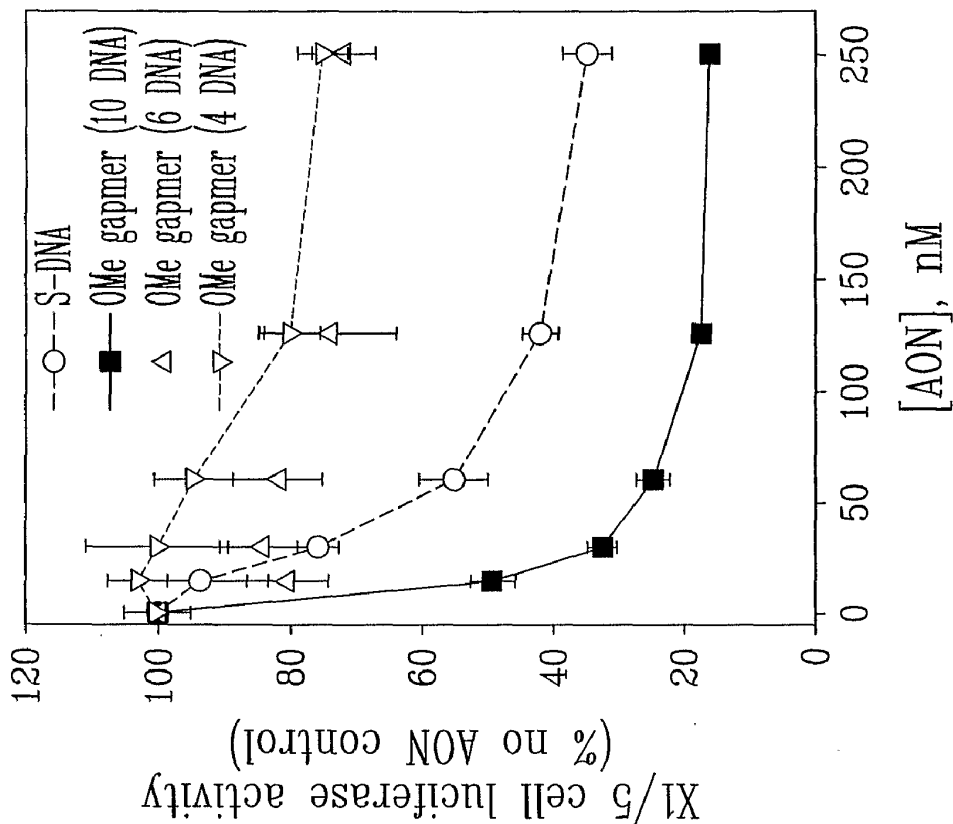 X1/5 cell luciferase activity
(% no AON control)
120
100
80
60
40
20
0
S-DNA
OMe gapmer (10 DNA)
OMe gapmer (6 DNA)
OMe gapmer (4 DNA)
0
50
100
150
200
250
[AON], nM